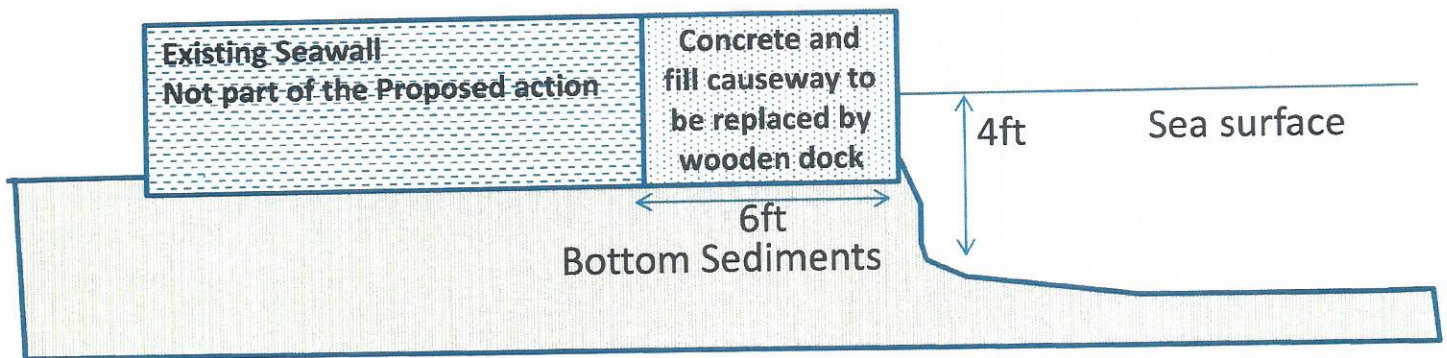 Existing Seawall
Not part of the Proposed action
Concrete and
fill causeway to
be replaced by
wooden dock
4ft
Sea surface
6ft
Bottom Sediments